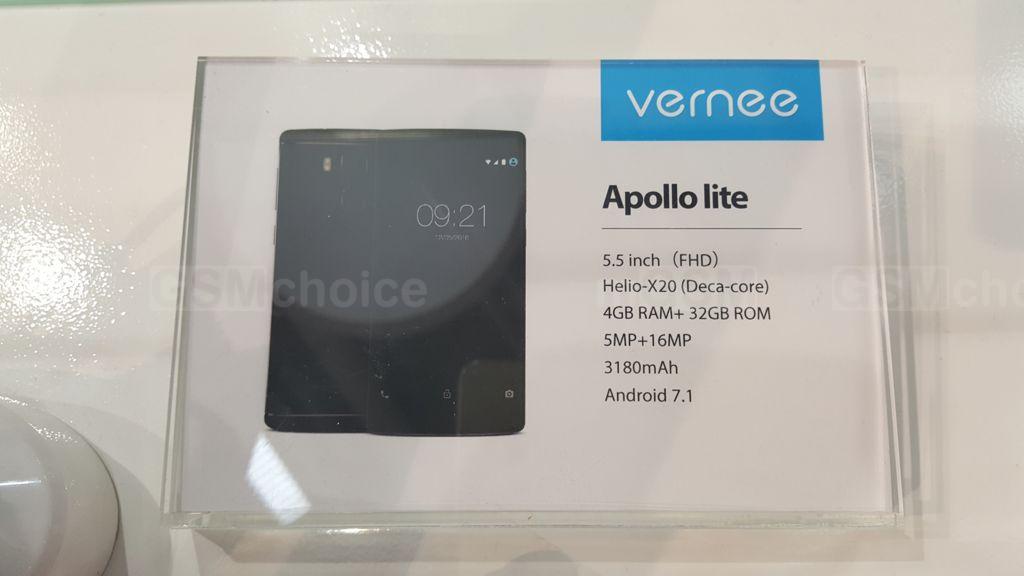 vernee
Apollo lite
09:21
5.5 inch（FHD）
Helio-X20 (Deca-core)
4GB RAM+ 32GB ROM
5MP+16MP
3180mAh
Android 7.1
GSMchoice
GSMcho